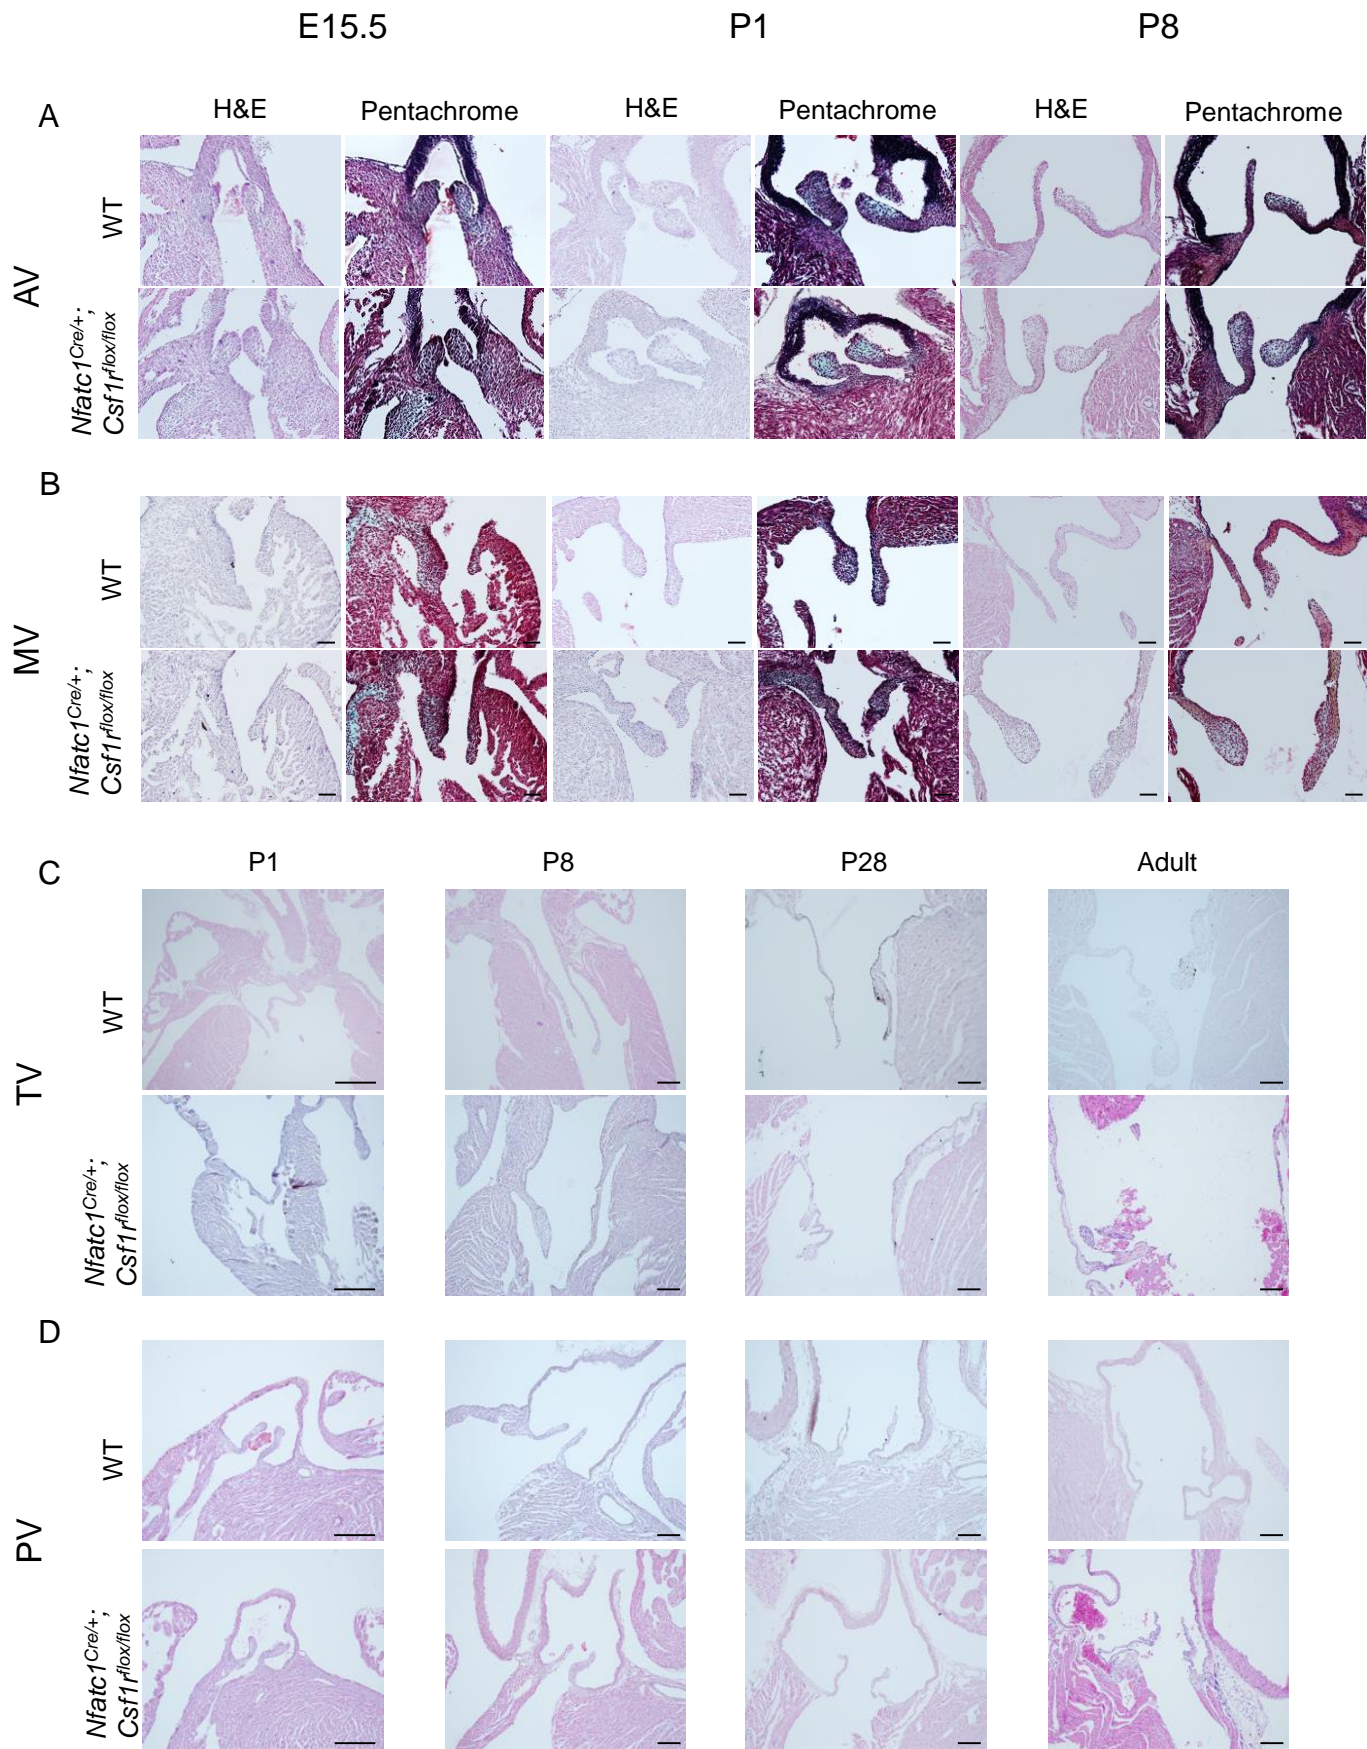 E15.5 P1 P8
A
H&E Pentachrome H&E Pentachrome H&E Pentachrome
AV
WT
Nfatc1Cre/+;
Csf1rflox/flox
B
MV
WT
Nfatc1Cre/+;
Csf1rflox/flox
C
P1 P8 P28 Adult
TV
WT
Nfatc1Cre/+;
Csf1rflox/flox
D
PV
WT
Nfatc1Cre/+;
Csf1rflox/flox